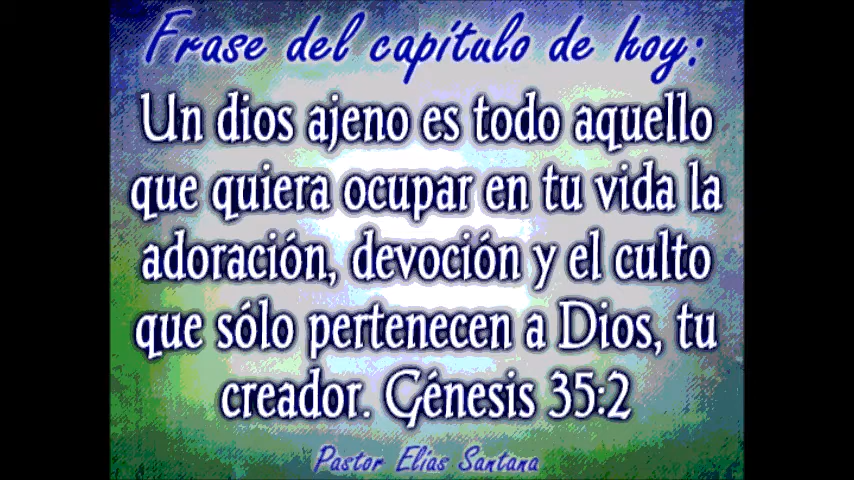 Frase del capítulo de hoy:
Un dios ajeno es todo aquello
que quiera ocupar en tu vida la
adoración, devoción y el culto
que sólo pertenecen a Dios, tu
creador. Génesis 35:2
Pastor Elías Santana